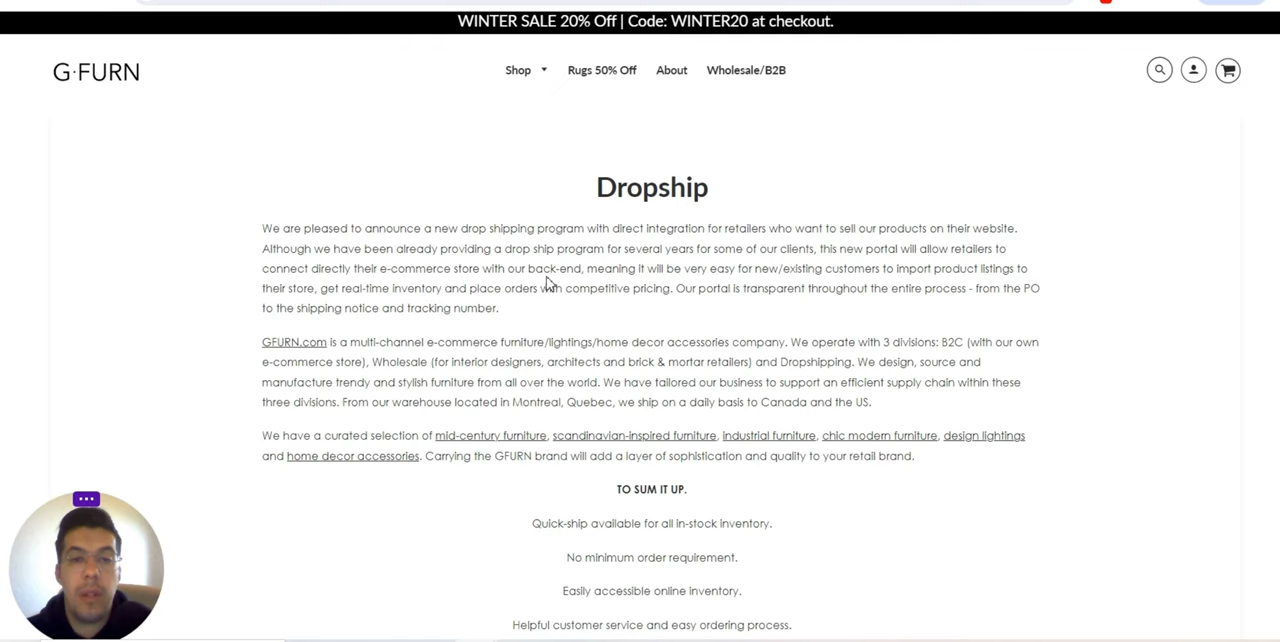 WINTER SALE 20% Off | Code: WINTER20 at checkout.
G·FURN
Shop
Rugs 50% Off
About
Wholesale/B2B
Dropship
We are pleased to announce a new drop shipping program with direct integration for retailers who want to sell our products on their website.
Although we have been already providing a drop ship program for several years for some of our clients, this new portal will allow retailers to
connect directly their e-commerce store with our back-end, meaning it will be very easy for new/existing customers to import product listings to
their store, get real-time inventory and place orders with competitive pricing. Our portal is transparent throughout the entire process - from the PO
to the shipping notice and tracking number.
GFURN.com is a multi-channel e-commerce furniture/lightings/home decor accessories company. We operate with 3 divisions: B2C (with our own
e-commerce store), Wholesale (for interior designers, architects and brick & mortar retailers) and Dropshipping. We design, source and
manufacture trendy and stylish furniture from all over the world. We have tailored our business to support an efficient supply chain within these
three divisions. From our warehouse located in Montreal, Quebec, we ship on a daily basis to Canada and the US.
We have a curated selection of mid-century furniture, scandinavian-inspired furniture, industrial furniture, chic modern furniture, design lightings
and home decor accessories. Carrying the GFURN brand will add a layer of sophistication and quality to your retail brand.
TO SUM IT UP.
Quick-ship available for all in-stock inventory.
No minimum order requirement.
Easily accessible online inventory.
Helpful customer service and easy ordering process.